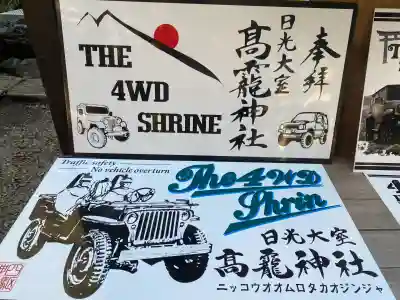 THE
4WD
SHRINE
奉拝
日光大室
高龗神社
Traffic safety
No vehicle overturn
The 4WD
Shrin
日光大室
高龗神社
ニッコウオオムロタカオジンジャ